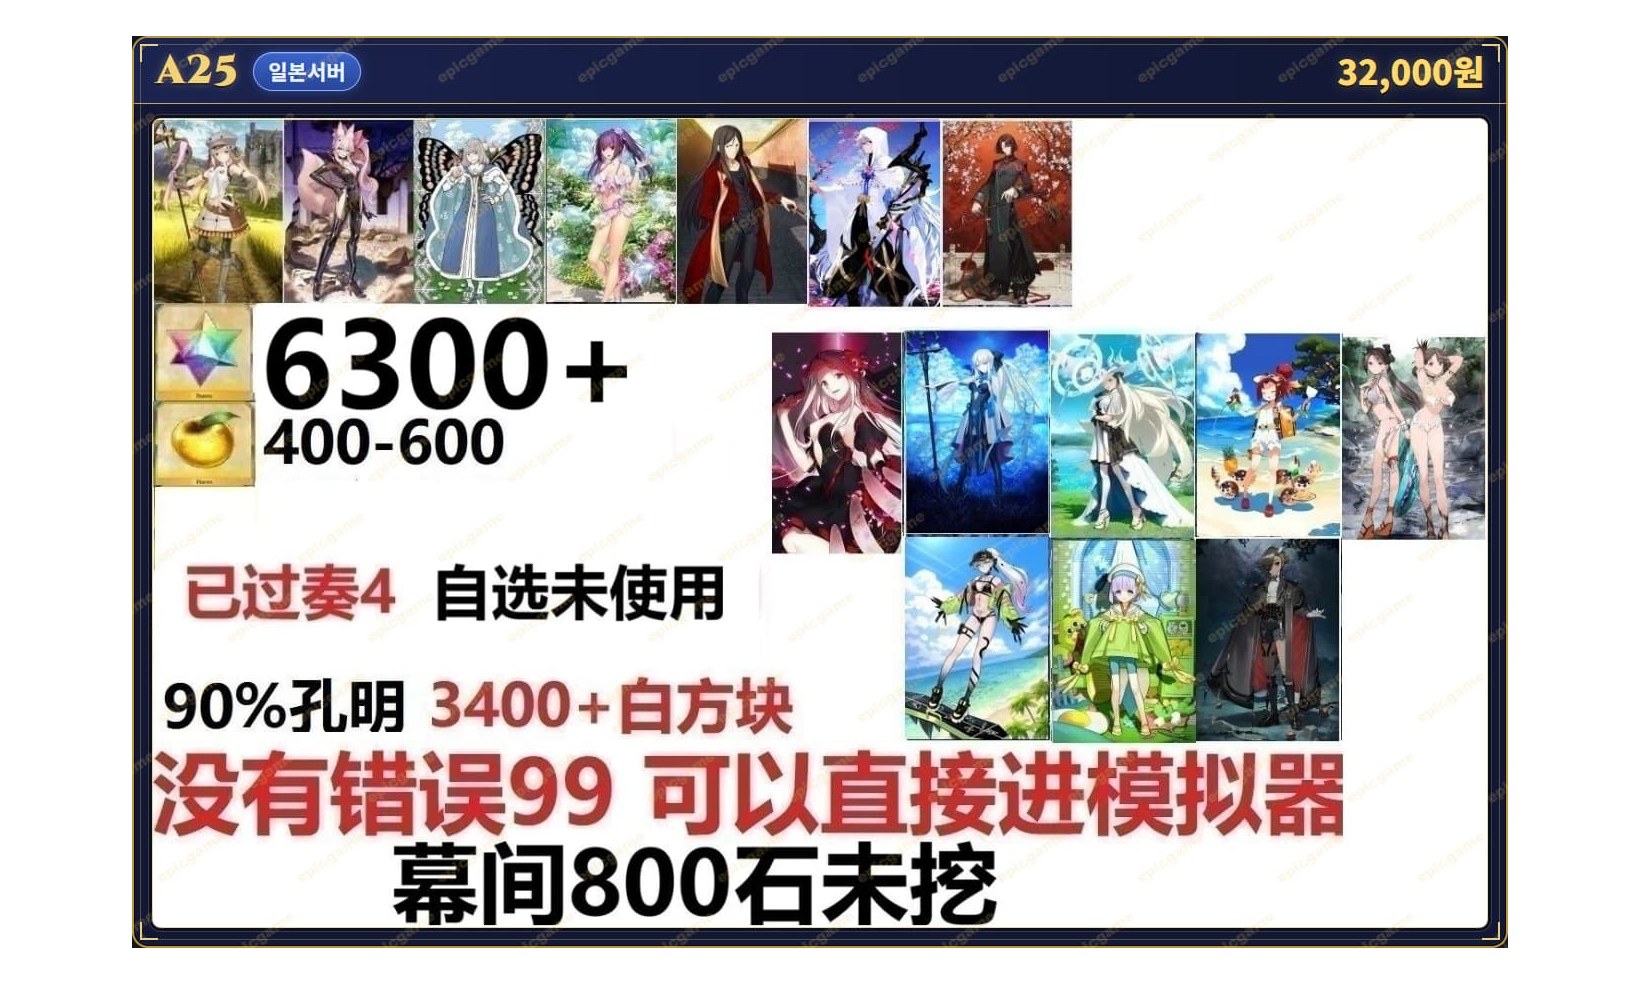 A25 일본서버 32,000원
6300+
400-600
已过奏4 自选未使用
90%孔明 3400+白方块
没有错误99 可以直接进模拟器
幕间800石未挖
epicgame